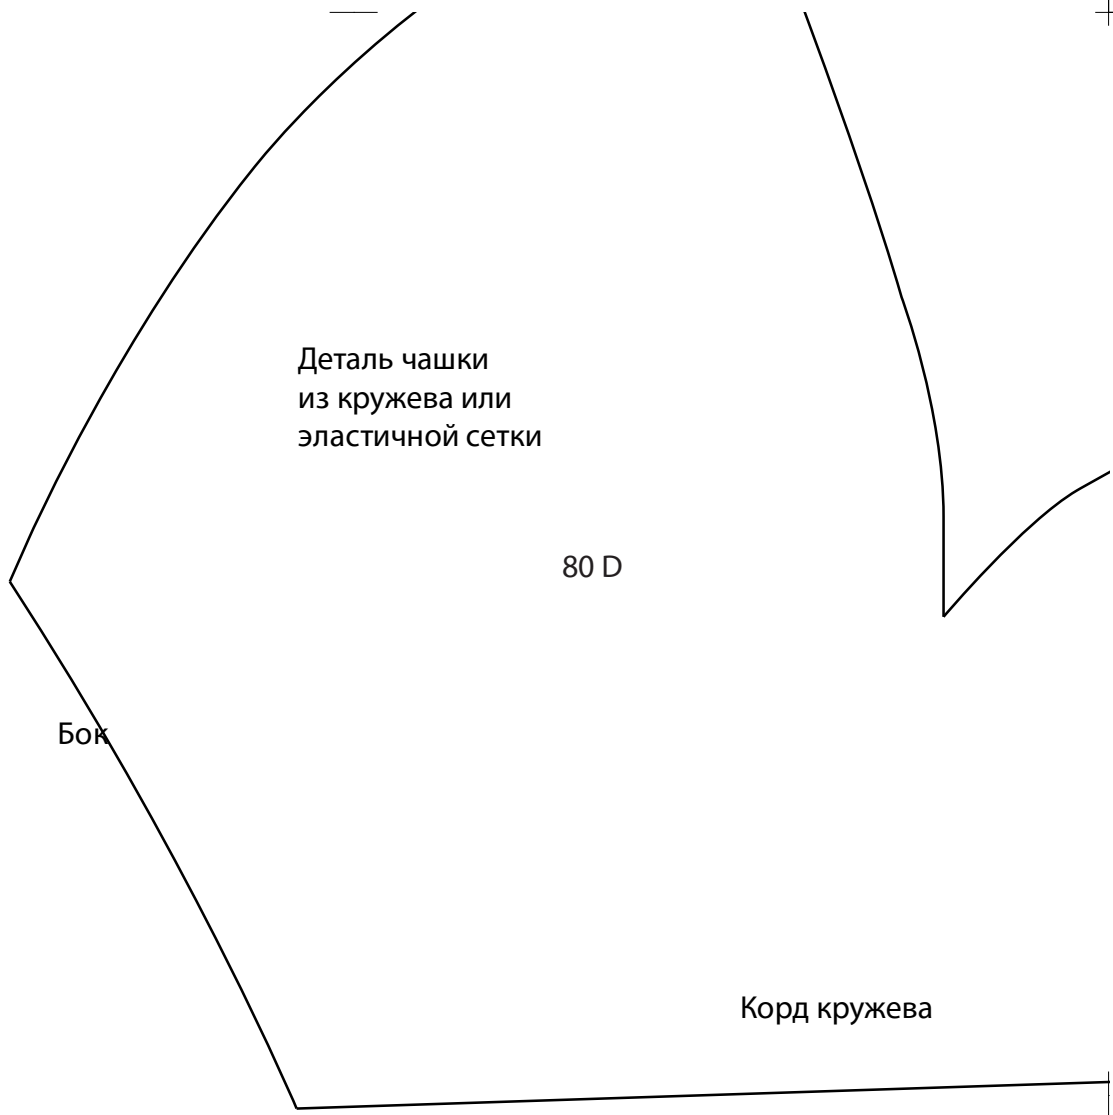 Деталь чашки
из кружева или
эластичной сетки
80 D
Бок
Корд кружева